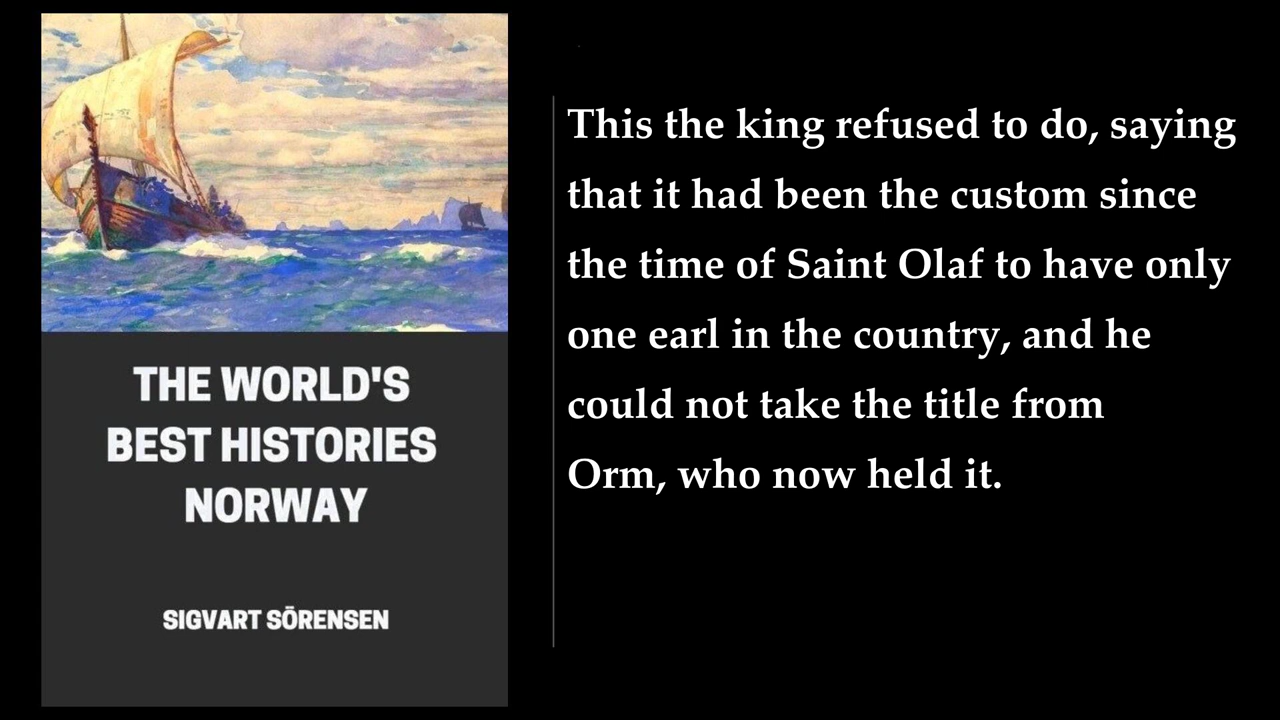 THE WORLD'S
BEST HISTORIES
NORWAY
SIGVART SÖRENSEN
This the king refused to do, saying
that it had been the custom since
the time of Saint Olaf to have only
one earl in the country, and he
could not take the title from
Orm, who now held it.